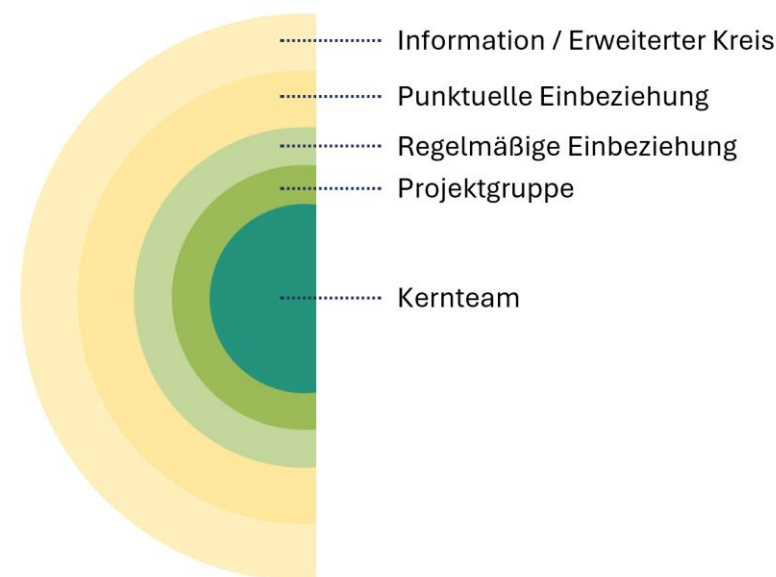 Information / Erweiterter Kreis
Punktuelle Einbeziehung
Regelmäßige Einbeziehung
Projektgruppe
Kernteam